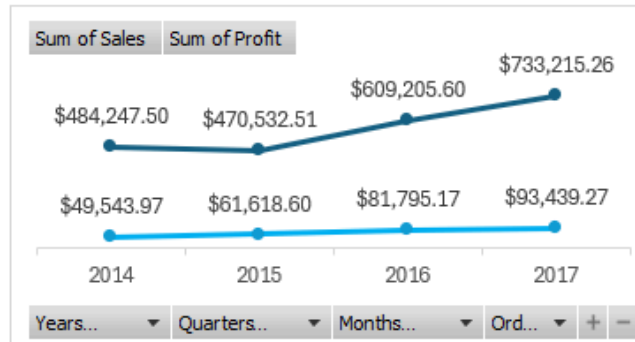 Sum of Sales Sum of Profit
$733,215.26
$609,205.60
$484,247.50 $470,532.51
$49,543.97 $61,618.60 $81,795.17 $93,439.27
2014 2015 2016 2017
Years... Quarters... Months... Ord... + −